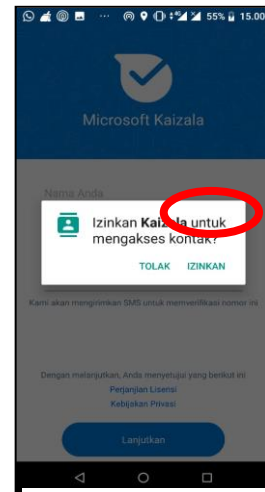 55% 15.00
Microsoft Kaizala
Nama Anda
Izinkan Kaizala untuk
mengakses kontak?
TOLAK IZINKAN
Kami akan mengirimkan SMS untuk memverifikasi nomor ini
Dengan melanjutkan, Anda menyetujui yang berikut ini
Perjanjian Lisensi
Kebijakan Privasi
Lanjutkan